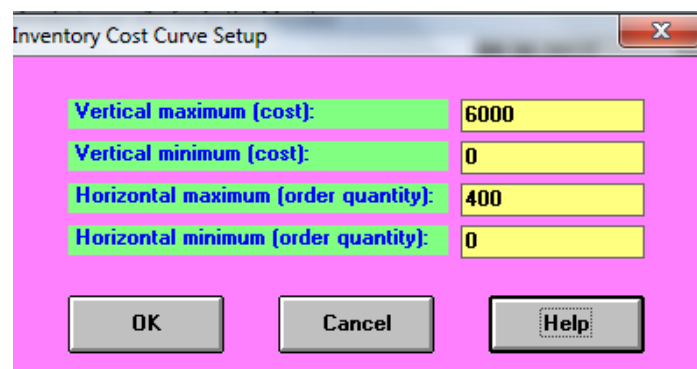 Inventory Cost Curve Setup
Vertical maximum (cost): 6000
Vertical minimum (cost): 0
Horizontal maximum (order quantity): 400
Horizontal minimum (order quantity): 0
OK Cancel Help